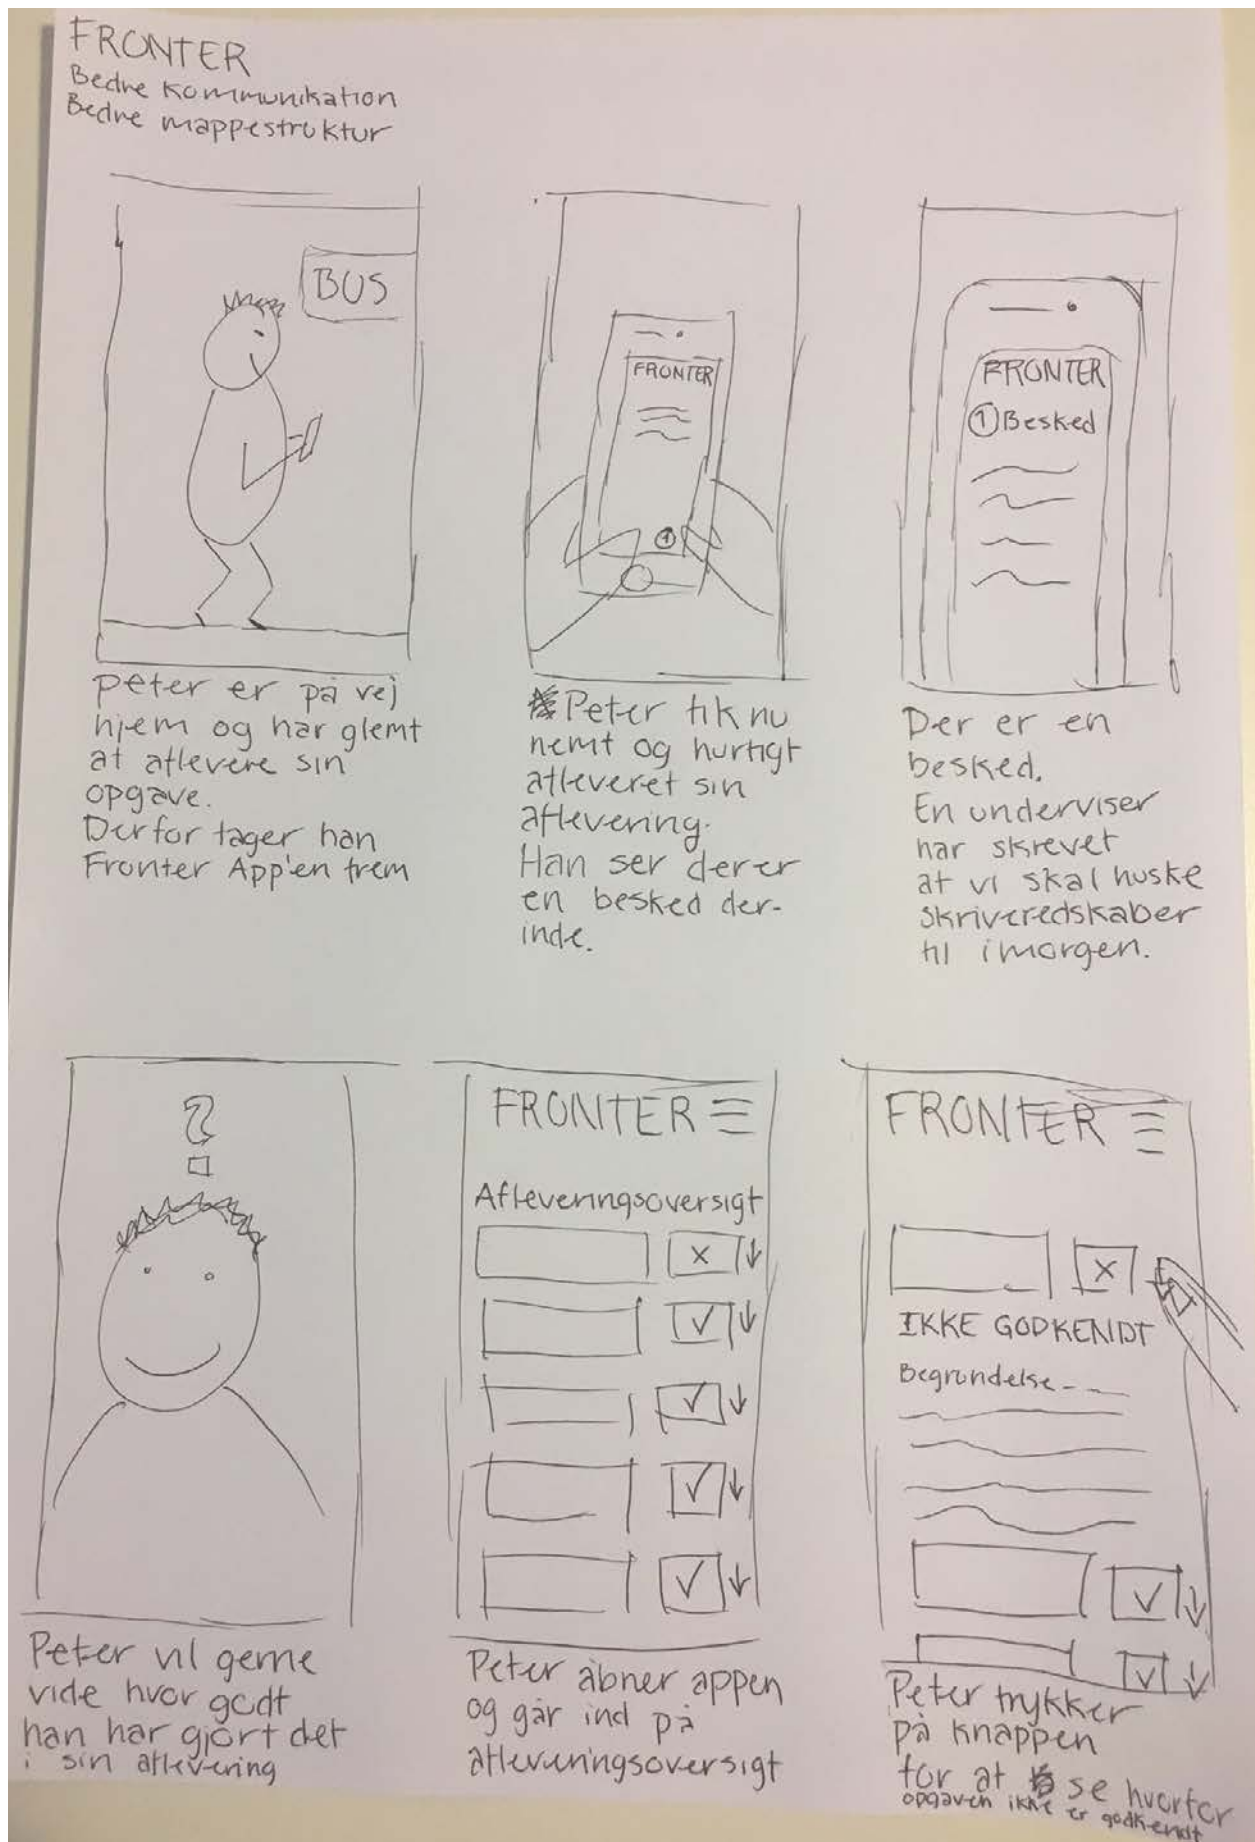 FRONTER
Bedre kommunikation
Bedre mappestruktur
BUS
peter er på vej
hjem og har glemt
at aflevere sin
opgave.
Derfor tager han
Fronter App'en frem
FRONTER
1
Peter fik nu
nemt og hurtigt
afleveret sin
aflevering.
Han ser der er
en besked der-
inde.
FRONTER
1 Besked
Der er en
besked.
En underviser
har skrevet
at vi skal huske
skriveredskaber
til imorgen.
?
Peter vil gerne
vide hvor godt
han har gjort det
i sin aflevering
FRONTER
Afleveringsoversigt
Peter åbner appen
og går ind på
afleveringsoversigt
FRONTER
IKKE GODKENDT
Begrundelse
Peter trykker
på knappen
for at se hvorfor
opgaven ikke er godkendt